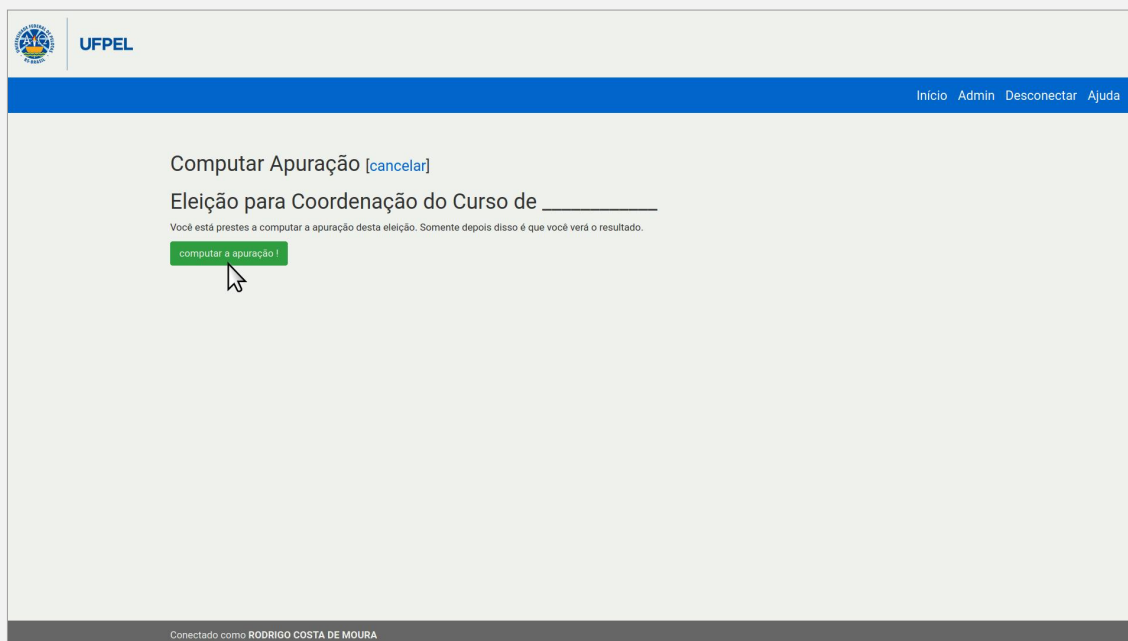 UFPEL
Início Admin Desconectar Ajuda
Computar Apuração [cancelar]
Eleição para Coordenação do Curso de ____________
Você está prestes a computar a apuração desta eleição. Somente depois disso é que você verá o resultado.
computar a apuração !
Conectado como RODRIGO COSTA DE MOURA